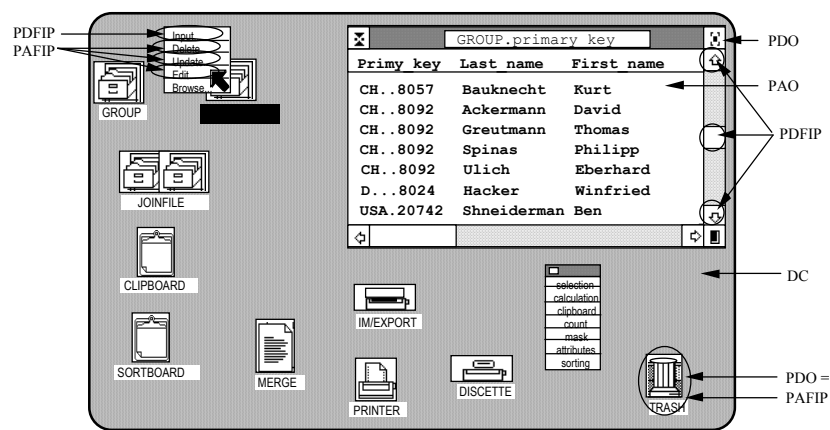 PDFIP
PAFIP
Input..
Delete..
Update..
Edit..
Browse..
GROUP
JOINFILE
CLIPBOARD
SORTBOARD
MERGE
IM/EXPORT
PRINTER
DISCETTE
GROUP.primary key
Primy_key Last_name First_name
CH..8057 Bauknecht Kurt
CH..8092 Ackermann David
CH..8092 Greutmann Thomas
CH..8092 Spinas Philipp
CH..8092 Ulich Eberhard
D...8024 Hacker Winfried
USA.20742 Shneiderman Ben
selection
calculation
clipboard
count
mask
attributes
sorting
TRASH
PDO
PAO
PDFIP
DC
PDO =
PAFIP